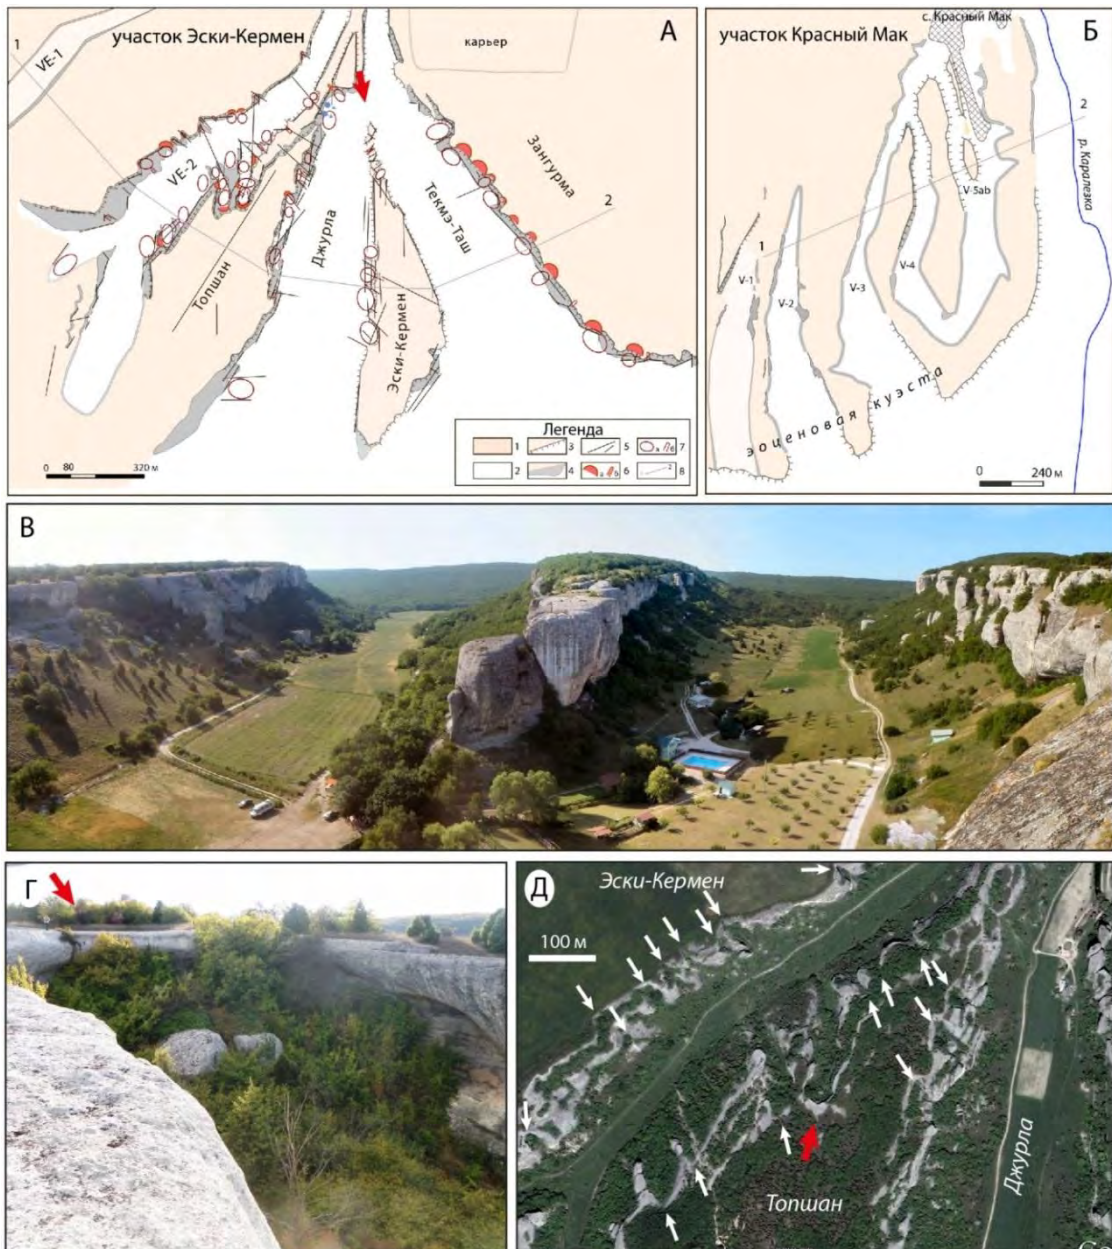 участок Эски-Кермен
А
карьер
1
VE-1
VE-2
Топшан
Джурла
Эски-Кермен
Текмэ-Таш
Зангурма
2
Легенда
1
3
5
а
б
7
2
4
а
б
6
8
0 80 320 м
с. Красный Мак
Б
участок Красный Мак
2
р. Каралезка
V-5ab
1
V-1
V-2
V-3
V-4
эоценовая куэста
0 240 м
В
Г
Д
Эски-Кермен
100 м
Топшан
Джурла